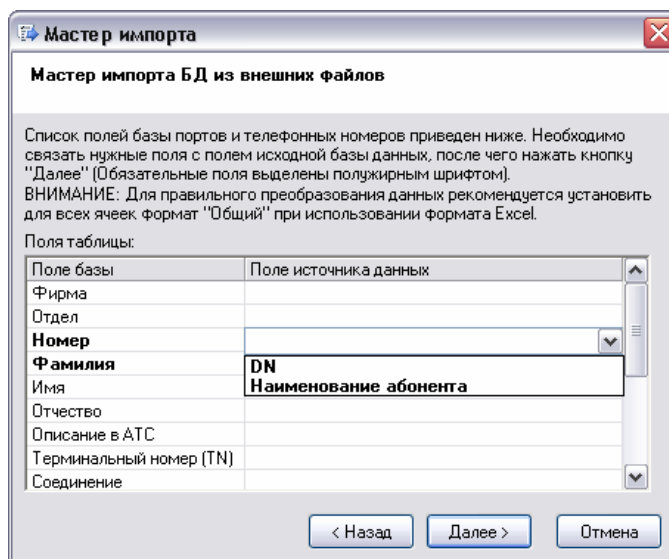 Мастер импорта
Мастер импорта БД из внешних файлов
Список полей базы портов и телефонных номеров приведен ниже. Необходимо
связать нужные поля с полем исходной базы данных, после чего нажать кнопку
"Далее" (Обязательные поля выделены полужирным шрифтом).
ВНИМАНИЕ: Для правильного преобразования данных рекомендуется установить
для всех ячеек формат "Общий" при использовании формата Excel.
Поля таблицы:
Поле базы Поле источника данных
Фирма
Отдел
Номер
Фамилия DN
Имя Наименование абонента
Отчество
Описание в АТС
Терминальный номер (TN)
Соединение
< Назад Далее > Отмена